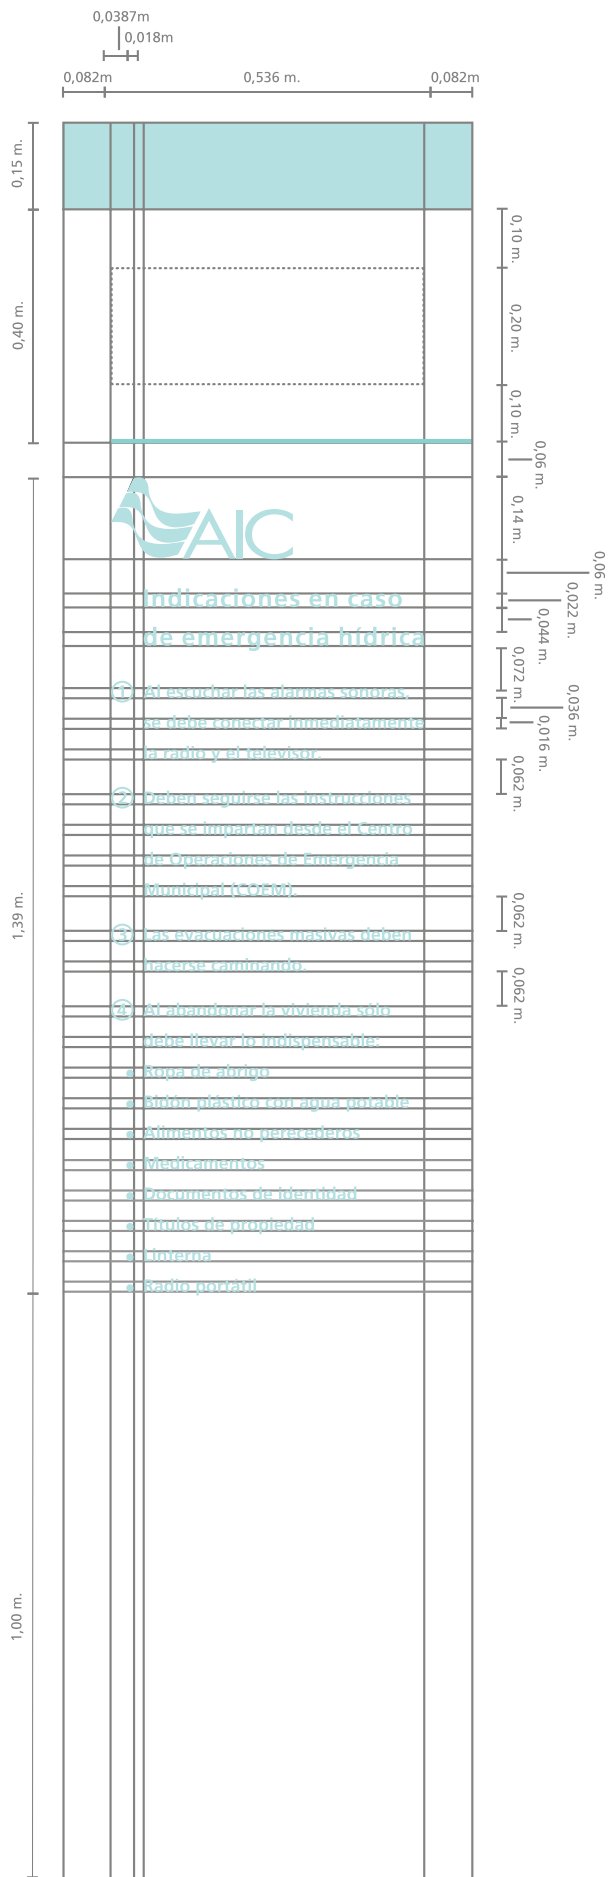 0,0387m
0,018m
0,082m 0,536 m. 0,082m
0,15 m.
0,40 m.
0,10 m.
0,20 m.
0,10 m.
0,06 m.
0,14 m.
AIC
0,06 m.
0,022 m.
0,044 m.
Indicaciones en caso
de emergencia hídrica
0,072 m.
0,036 m.
0,016 m.
1 Al escuchar las alarmas sonoras,
se debe conectar inmediatamente
la radio y el televisor.
0,062 m.
2 Deben seguirse las instrucciones
que se impartan desde el Centro
de Operaciones de Emergencia
Municipal (COEM).
1,39 m.
0,062 m.
3 Las evacuaciones masivas deben
hacerse caminando.
0,062 m.
4 Al abandonar la vivienda sólo
debe llevar lo indispensable:
• Ropa de abrigo
• Bidón plástico con agua potable
• Alimentos no perecederos
• Medicamentos
• Documentos de identidad
• Títulos de propiedad
• Linterna
• Radio portátil
1,00 m.